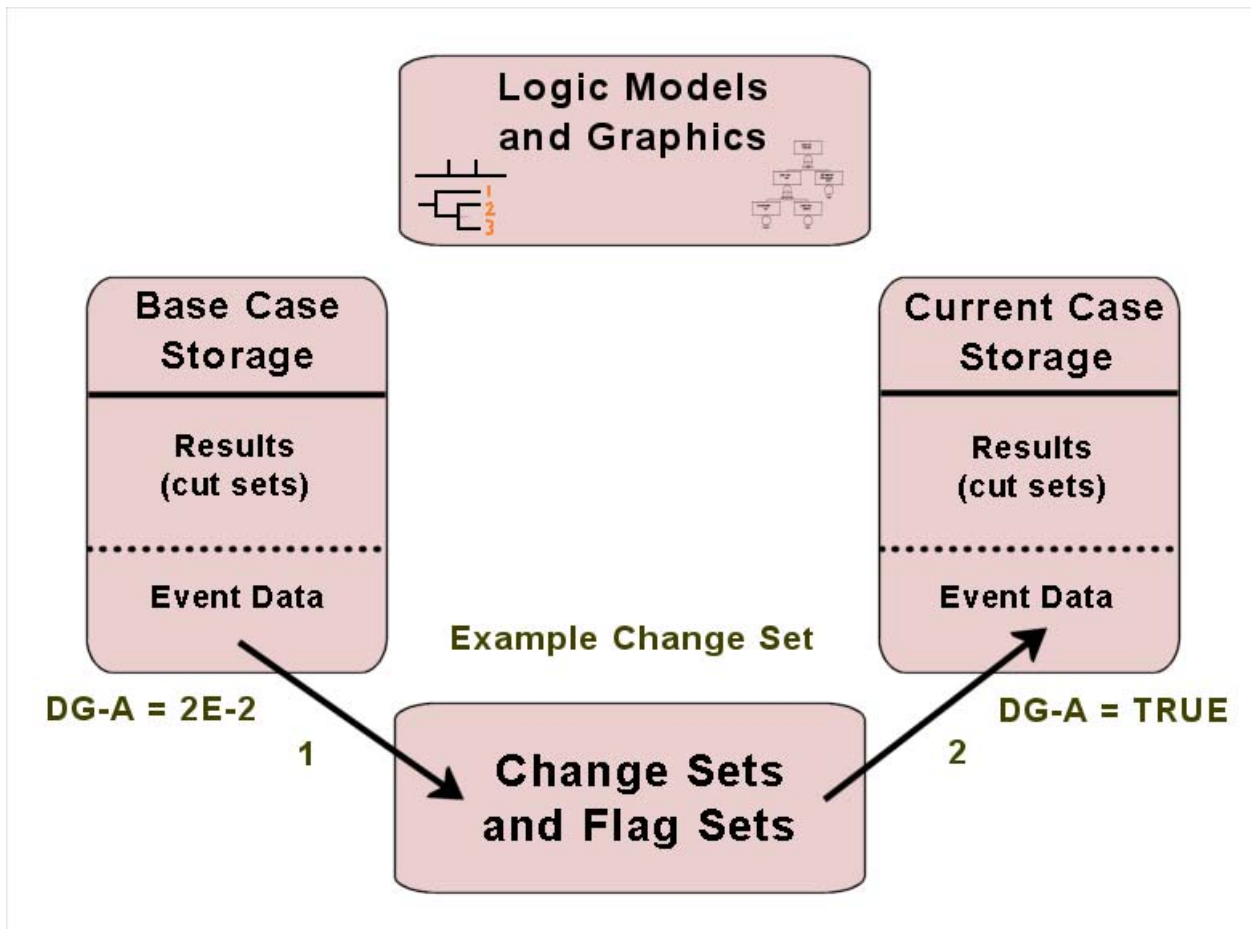 Logic Models
and Graphics
1
2
3
Base Case
Storage
Results
(cut sets)
Event Data
Current Case
Storage
Results
(cut sets)
Event Data
Example Change Set
DG-A = 2E-2
1
DG-A = TRUE
2
Change Sets
and Flag Sets